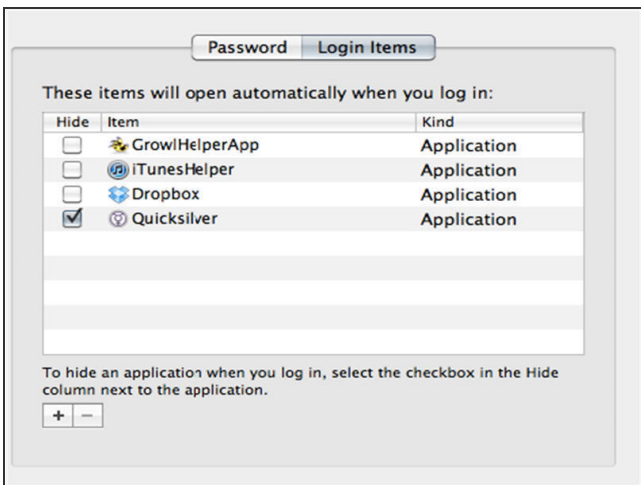 Password Login Items
These items will open automatically when you log in:
Hide Item Kind
GrowlHelperApp Application
iTunesHelper Application
Dropbox Application
Quicksilver Application
To hide an application when you log in, select the checkbox in the Hide
column next to the application.
+ −